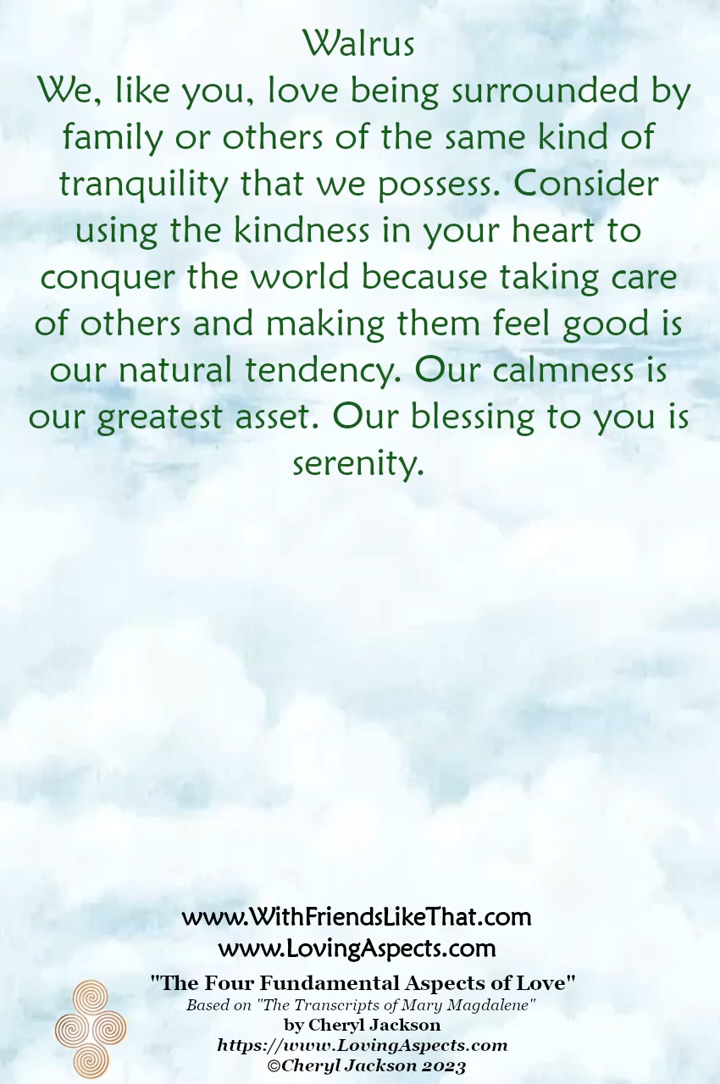 Walrus
We, like you, love being surrounded by
family or others of the same kind of
tranquility that we possess. Consider
using the kindness in your heart to
conquer the world because taking care
of others and making them feel good is
our natural tendency. Our calmness is
our greatest asset. Our blessing to you is
serenity.
www.WithFriendsLikeThat.com
www.LovingAspects.com
"The Four Fundamental Aspects of Love"
Based on "The Transcripts of Mary Magdalene"
by Cheryl Jackson
https://www.LovingAspects.com
©Cheryl Jackson 2023